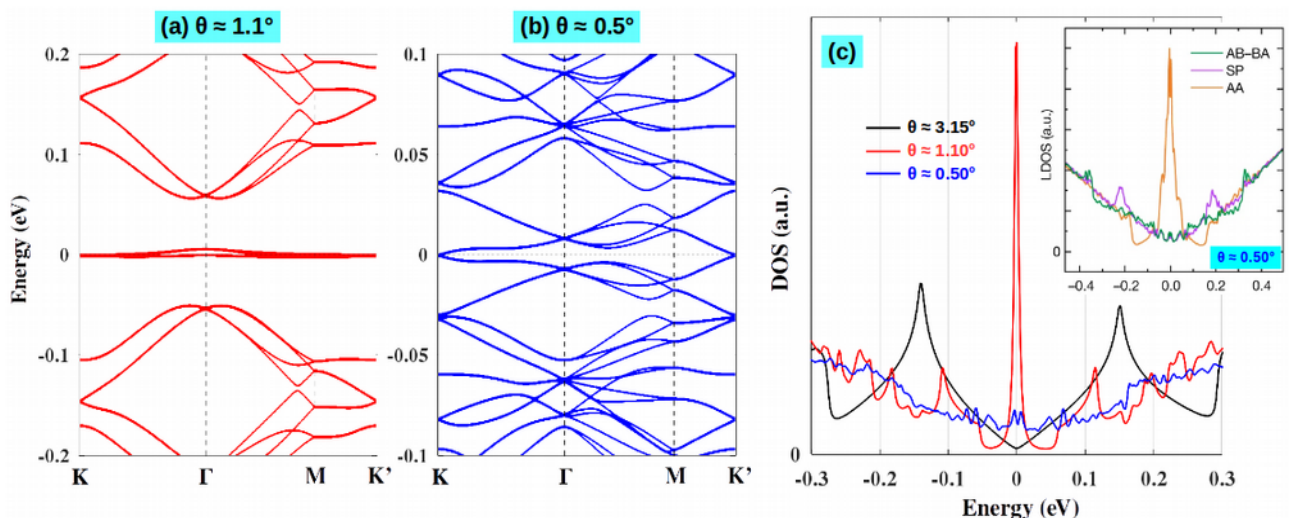 (a) θ ≈ 1.1°
0.2
0.1
0
-0.1
-0.2
Energy (eV)
K Γ M K'
(b) θ ≈ 0.5°
0.1
0.05
0
-0.05
-0.1
K Γ M K'
(c)
DOS (a.u.)
0
θ ≈ 3.15°
θ ≈ 1.10°
θ ≈ 0.50°
-0.3 -0.2 -0.1 0 0.1 0.2 0.3
Energy (eV)
AB–BA
SP
AA
LDOS (a.u.)
0
θ ≈ 0.50°
−0.4 −0.2 0.0 0.2 0.4